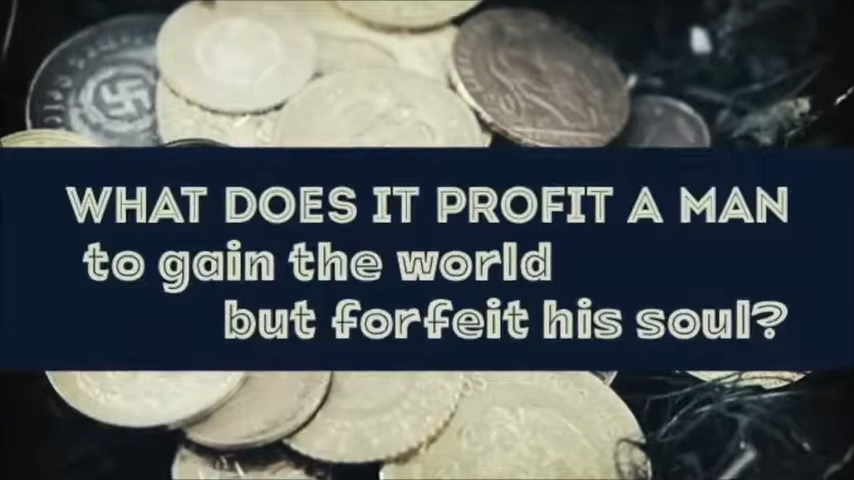 WHAT DOES IT PROFIT A MAN
to gain the world
but forfeit his soul?